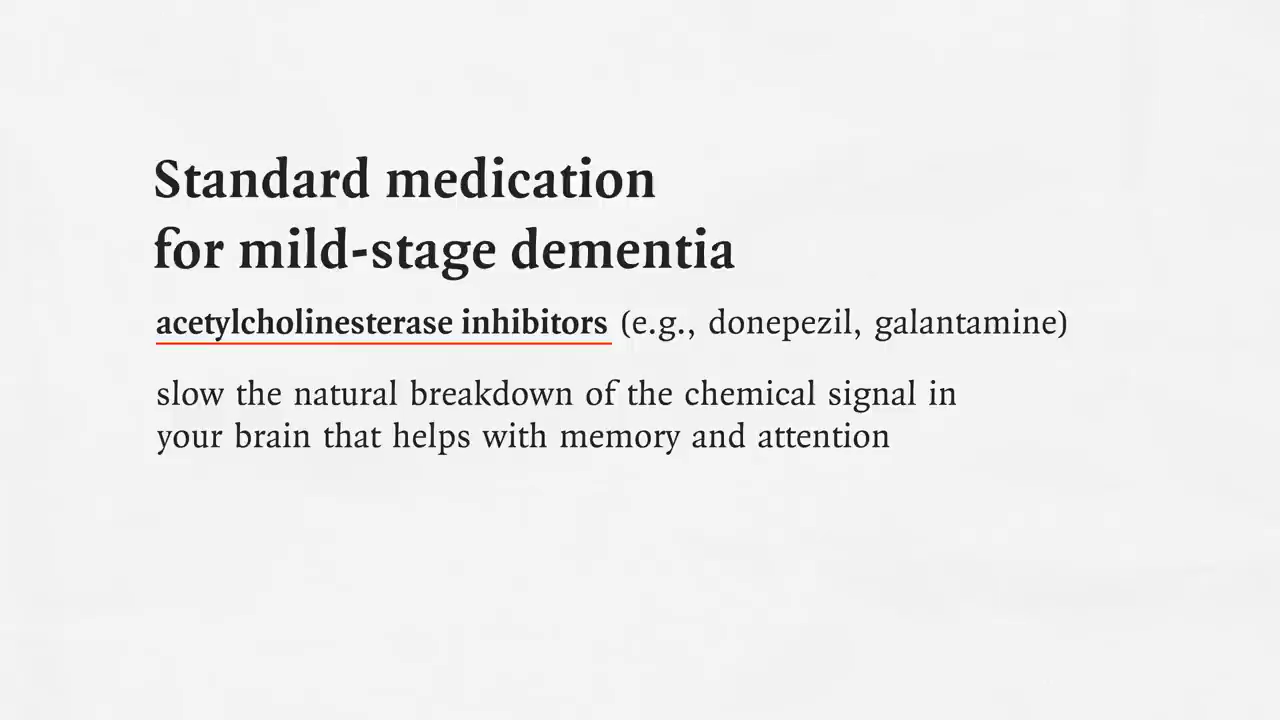 Standard medication
for mild-stage dementia
acetylcholinesterase inhibitors (e.g., donepezil, galantamine)
slow the natural breakdown of the chemical signal in
your brain that helps with memory and attention